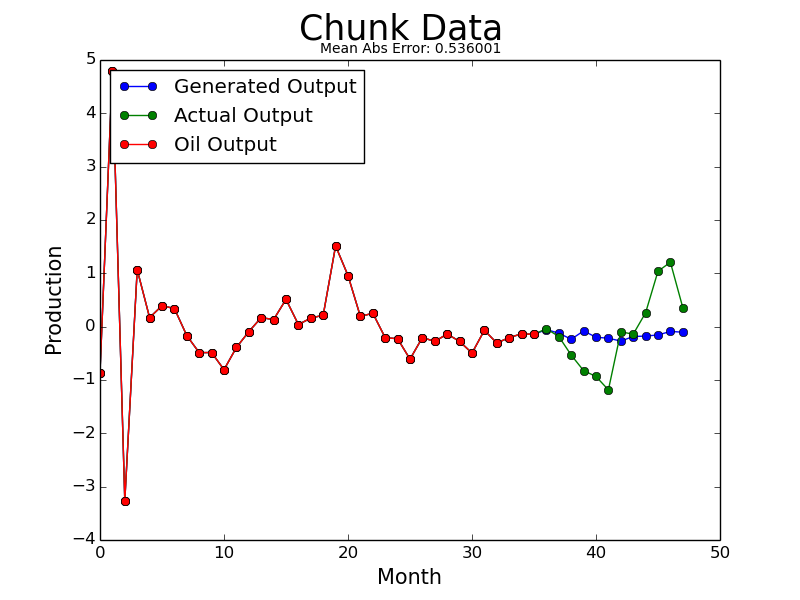 Chunk Data
Mean Abs Error: 0.536001
Generated Output
Actual Output
Oil Output
5
4
3
2
1
0
−1
−2
−3
−4
Production
0 10 20 30 40 50
Month